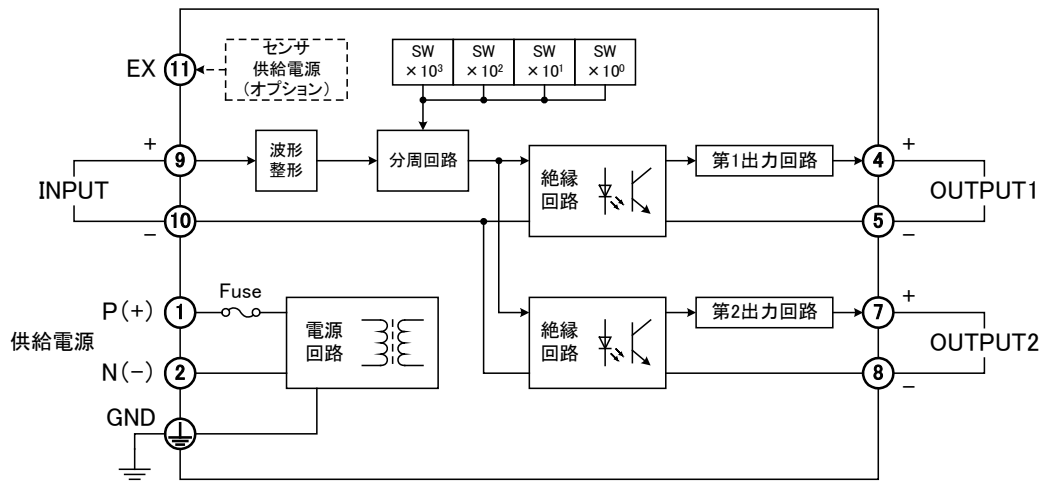 センサ
供給電源
(オプション)
EX
11
SW
×10³
SW
×10²
SW
×10¹
SW
×10⁰
+
9
波形
整形
分周回路
絶縁
回路
第1出力回路
4
+
INPUT
OUTPUT1
10
−
5
−
Fuse
P(+)
1
電源
回路
絶縁
回路
第2出力回路
7
+
供給電源
OUTPUT2
N(−)
2
8
−
GND